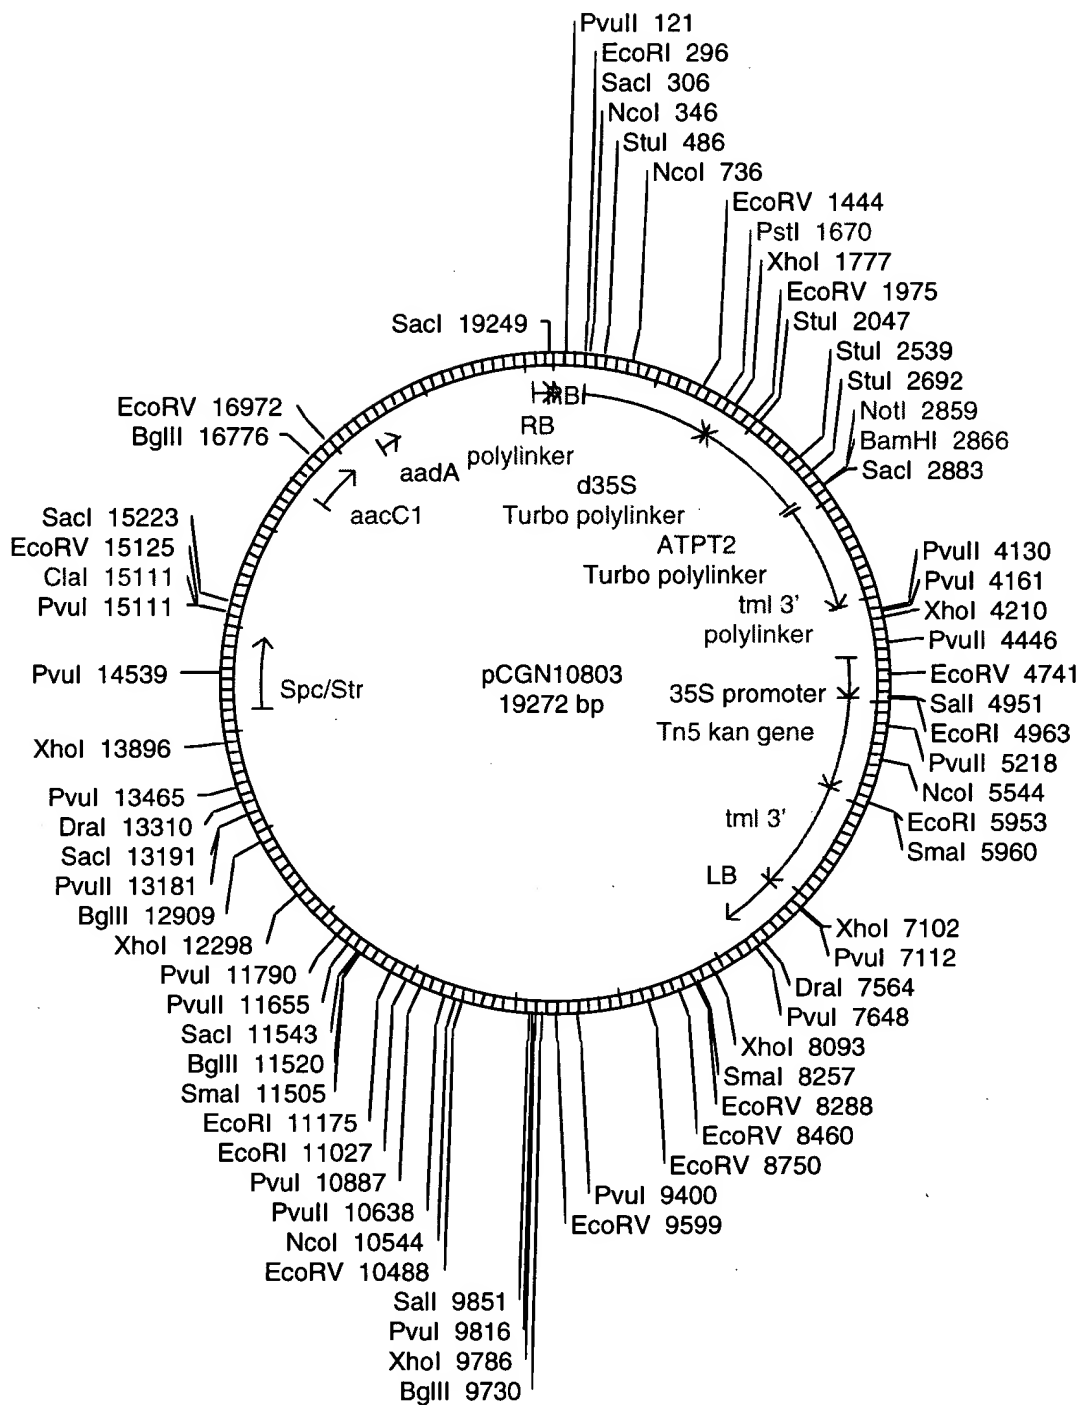 PvuII 121
EcoRI 296
SacI 306
NcoI 346
StuI 486
NcoI 736
EcoRV 1444
PstI 1670
XhoI 1777
EcoRV 1975
StuI 2047
StuI 2539
StuI 2692
NotI 2859
BamHI 2866
SacI 2883
PvuII 4130
PvuI 4161
XhoI 4210
PvuII 4446
EcoRV 4741
SalI 4951
EcoRI 4963
PvuII 5218
NcoI 5544
EcoRI 5953
SmaI 5960
XhoI 7102
PvuI 7112
DraI 7564
PvuI 7648
XhoI 8093
SmaI 8257
EcoRV 8288
EcoRV 8460
EcoRV 8750
PvuI 9400
EcoRV 9599
BglII 9730
XhoI 9786
PvuI 9816
SalI 9851
EcoRV 10488
NcoI 10544
PvuII 10638
PvuI 10887
EcoRI 11027
EcoRI 11175
SmaI 11505
BglII 11520
SacI 11543
PvuII 11655
PvuI 11790
XhoI 12298
BglII 12909
PvuII 13181
SacI 13191
DraI 13310
PvuI 13465
XhoI 13896
PvuI 14539
PvuI 15111
ClaI 15111
EcoRV 15125
SacI 15223
BglII 16776
EcoRV 16972
SacI 19249
RB
RB
polylinker
d35S
Turbo polylinker
ATPT2
Turbo polylinker
tml 3'
polylinker
35S promoter
Tn5 kan gene
tml 3'
LB
Spc/Str
aacC1
aadA
pCGN10803
19272 bp